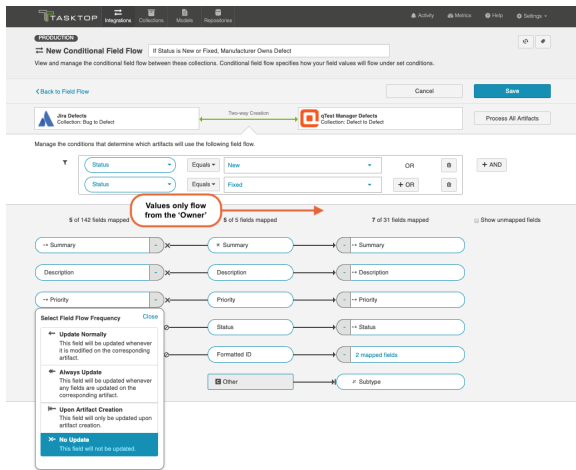 TASKTOP
Integrations
Collections
Models
Repositories
Activity
Metrics
Help
Settings
PRODUCTION
New Conditional Field Flow
If Status is New or Fixed, Manufacturer Owns Defect
View and manage the conditional field flow between these collections. Conditional field flow specifies how your field values will flow under set conditions.
Back to Field Flow
Cancel
Save
Jira Defects
Collection: Bug to Defect
Two-way Creation
qTest Manager Defects
Collection: Defect to Defect
Process All Artifacts
Manage the conditions that determine which artifacts will use the following field flow.
Status
Equals
New
OR
+ AND
Status
Equals
Fixed
+ OR
Values only flow
from the 'Owner'
5 of 142 fields mapped
5 of 5 fields mapped
7 of 31 fields mapped
Show unmapped fields
Summary
Summary
Summary
Description
Description
Description
Priority
Priority
Priority
Select Field Flow Frequency
Close
Update Normally
This field will be updated whenever
it is modified on the corresponding
artifact.
Always Update
This field will be updated whenever
any fields are updated on the
corresponding artifact.
Upon Artifact Creation
This field will only be updated upon
artifact creation.
No Update
This field will not be updated.
Status
Status
Formatted ID
2 mapped fields
C Other
Subtype